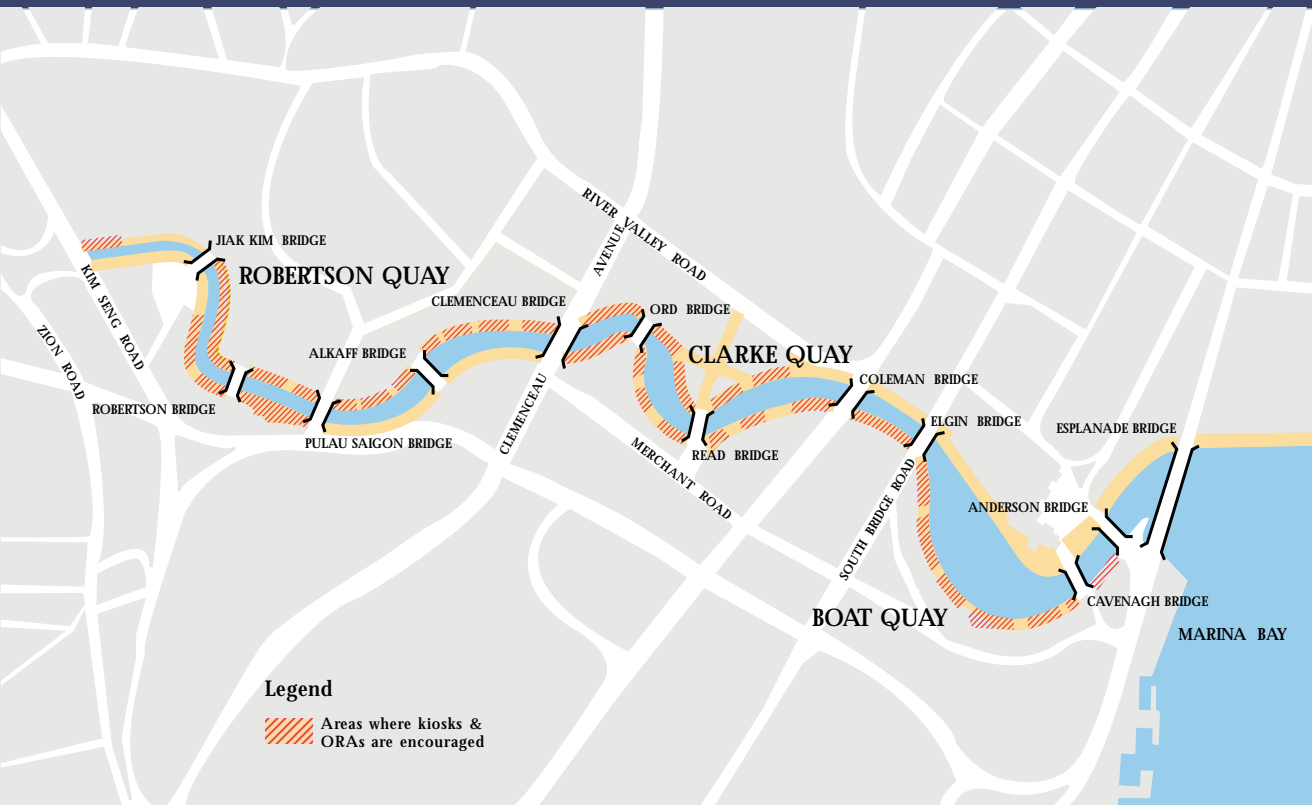 RIVER VALLEY ROAD
AVENUE
JIAK KIM BRIDGE
ROBERTSON QUAY
KIM SENG ROAD
ZION ROAD
CLEMENCEAU BRIDGE
ORD BRIDGE
ALKAFF BRIDGE
CLARKE QUAY
COLEMAN BRIDGE
ROBERTSON BRIDGE
CLEMENCEAU
ELGIN BRIDGE
ESPLANADE BRIDGE
PULAU SAIGON BRIDGE
READ BRIDGE
MERCHANT ROAD
SOUTH BRIDGE ROAD
ANDERSON BRIDGE
CAVENAGH BRIDGE
BOAT QUAY
MARINA BAY
Legend
Areas where kiosks &
ORAs are encouraged